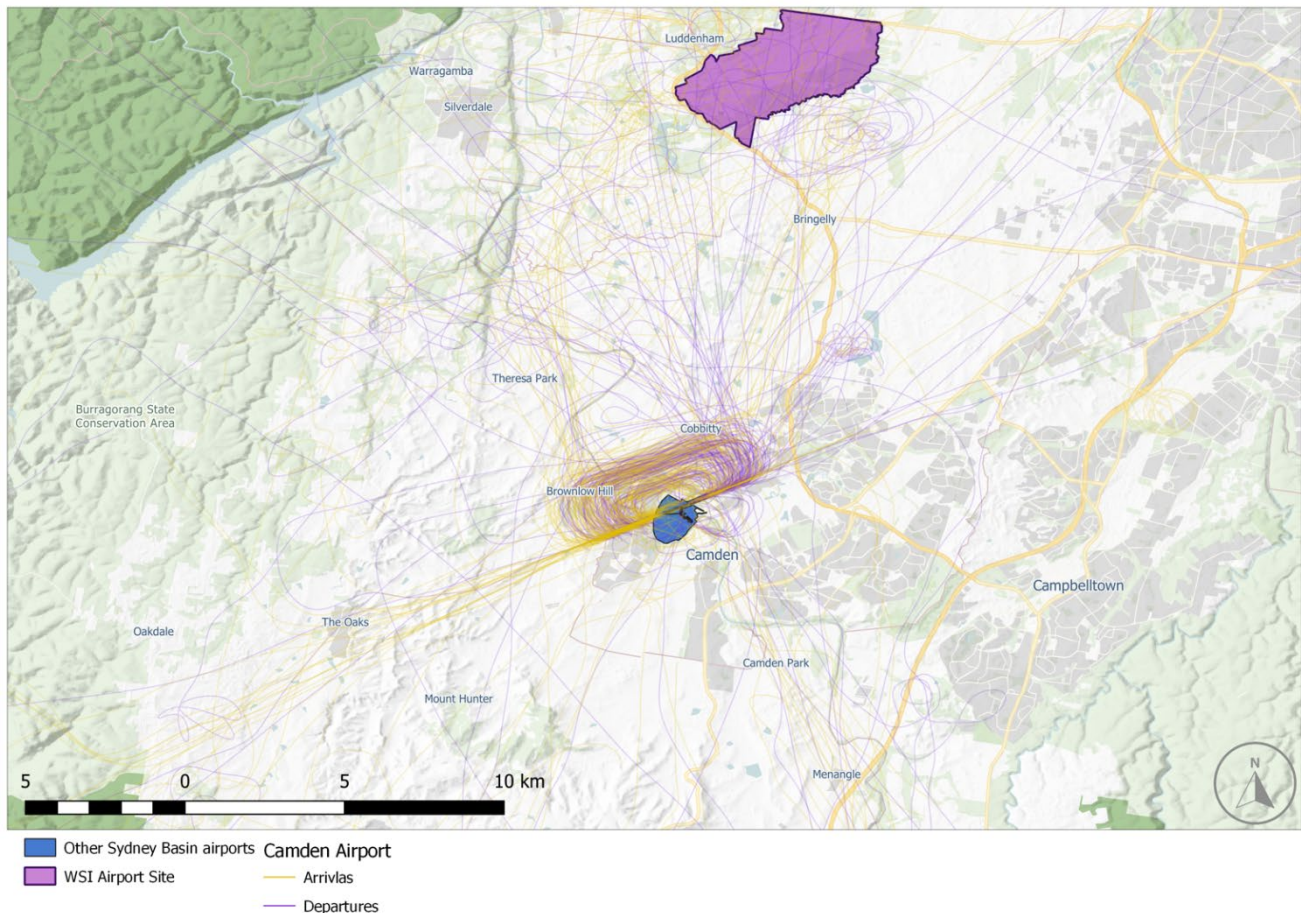 Luddenham
Warragamba
Silverdale
Bringelly
Theresa Park
Burragorang State
Conservation Area
Cobbitty
Brownlow Hill
Camden
Campbelltown
The Oaks
Oakdale
Camden Park
Mount Hunter
Menangle
N
5 0 5 10 km
Other Sydney Basin airports
WSI Airport Site
Camden Airport
Arrivlas
Departures